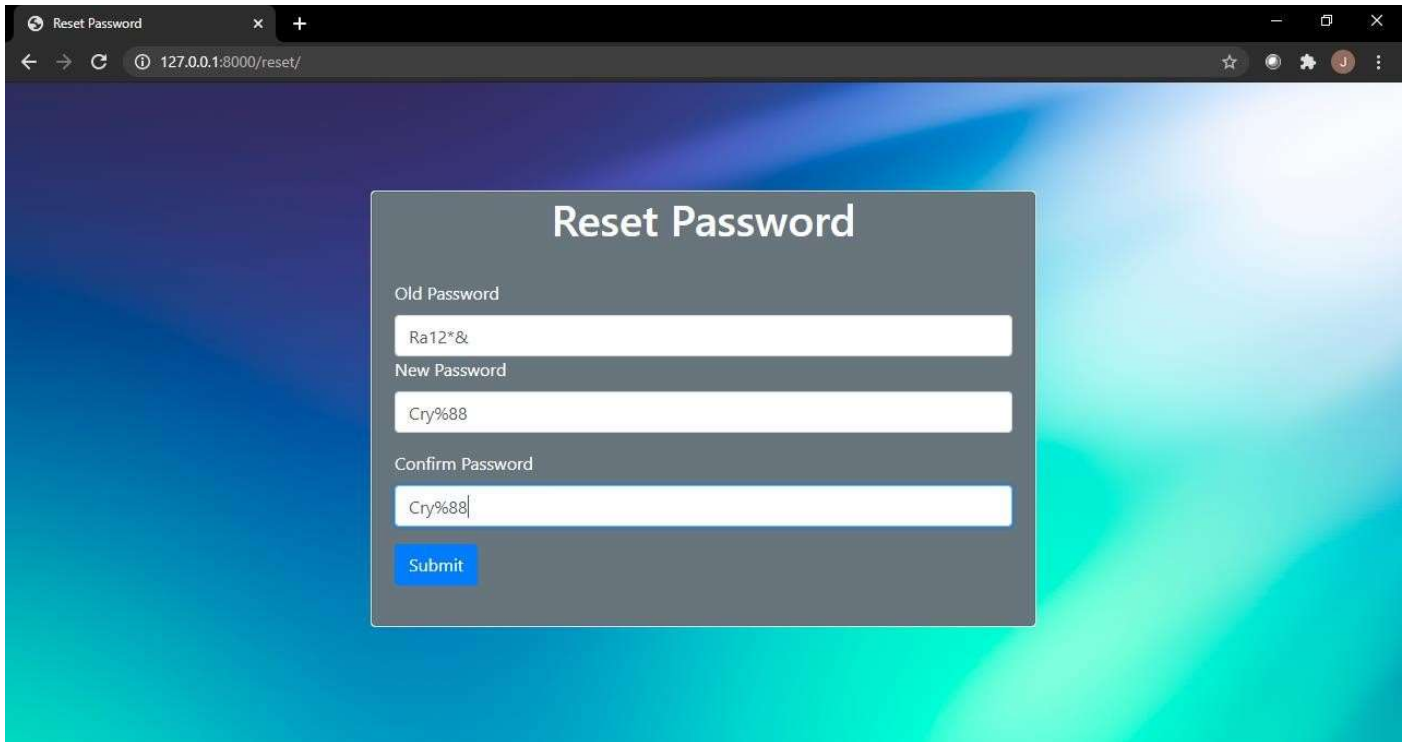 Reset Password
127.0.0.1:8000/reset/
J
Reset Password
Old Password
Ra12*&
New Password
Cry%88
Confirm Password
Cry%88
Submit